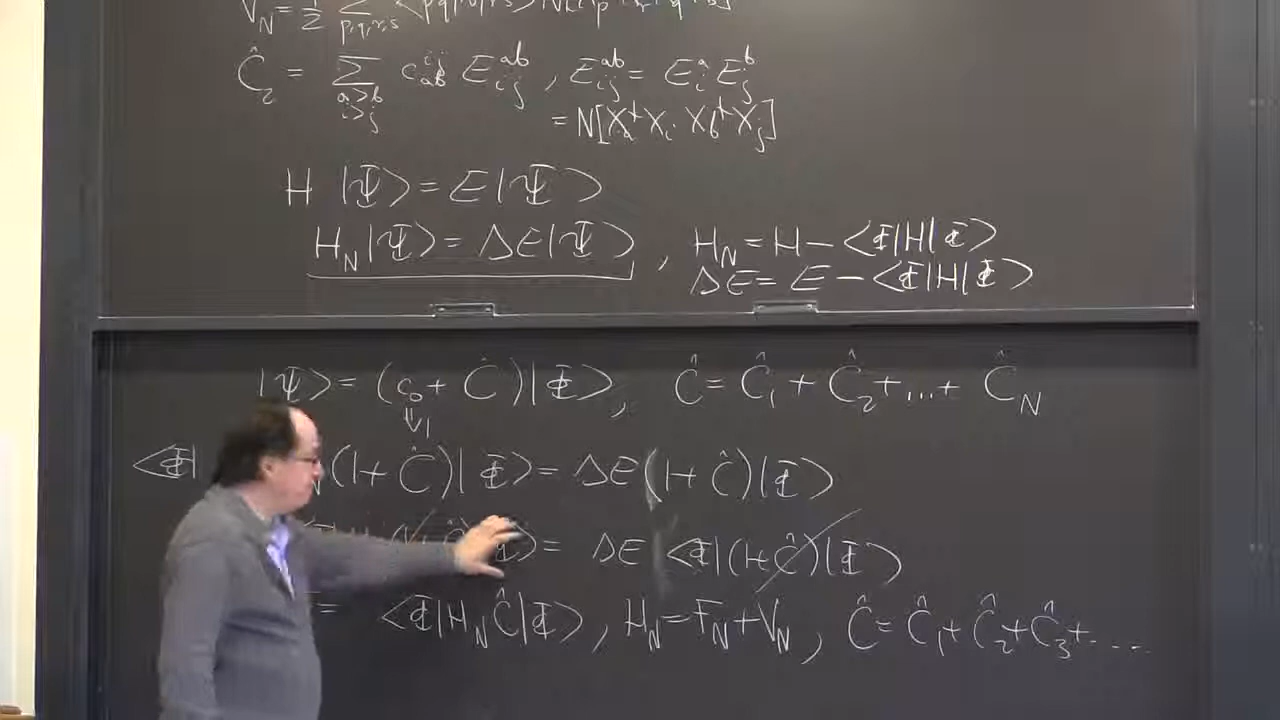 V_N = 1/2 Σ_{p,q,r,s} <pq|v|rs> N[
Ĉ_2 = Σ_{a>b, i>j} c_{ab}^{ij} E_{ij}^{ab} , E_{ij}^{ab} = E_i^a E_j^b
= N[X_a^† X_i X_b^† X_j]
H |Ψ> = E |Ψ>
H_N |Ψ> = ΔE |Ψ> , H_N = H − <Φ|H|Φ>
ΔE = E − <Φ|H|Φ>
|Ψ> = (c_0 + Ĉ)|Φ> , Ĉ = Ĉ_1 + Ĉ_2 + ... + Ĉ_N
⇓ 1
<Φ| N (1 + Ĉ)|Φ> = ΔE (1 + Ĉ)|Φ>
> = ΔE <Φ|(1 + Ĉ)|Φ>
= <Φ|H_N Ĉ|Φ> , H_N = F_N + V_N , Ĉ = Ĉ_1 + Ĉ_2 + Ĉ_3 + ...